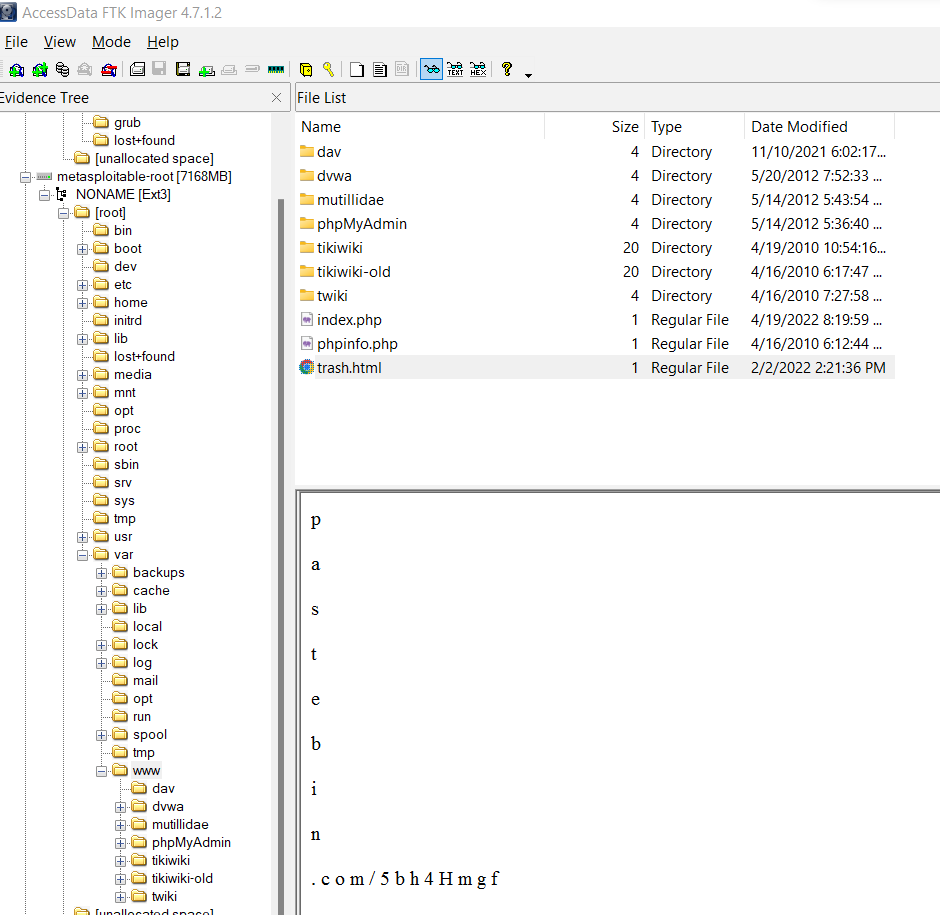 AccessData FTK Imager 4.7.1.2
File View Mode Help
TEXT HEX
Evidence Tree
grub
lost+found
[unallocated space]
metasploitable-root [7168MB]
NONAME [Ext3]
[root]
bin
boot
dev
etc
home
initrd
lib
lost+found
media
mnt
opt
proc
root
sbin
srv
sys
tmp
usr
var
backups
cache
lib
local
lock
log
mail
opt
run
spool
tmp
www
dav
dvwa
mutillidae
phpMyAdmin
tikiwiki
tikiwiki-old
twiki
[unallocated space]
File List
Name Size Type Date Modified
dav 4 Directory 11/10/2021 6:02:17...
dvwa 4 Directory 5/20/2012 7:52:33 ...
mutillidae 4 Directory 5/14/2012 5:43:54 ...
phpMyAdmin 4 Directory 5/14/2012 5:36:40 ...
tikiwiki 20 Directory 4/19/2010 10:54:16...
tikiwiki-old 20 Directory 4/16/2010 6:17:47 ...
twiki 4 Directory 4/16/2010 7:27:58 ...
index.php 1 Regular File 4/19/2022 8:19:59 ...
phpinfo.php 1 Regular File 4/16/2010 6:12:44 ...
trash.html 1 Regular File 2/2/2022 2:21:36 PM
p
a
s
t
e
b
i
n
. c o m / 5 b h 4 H m g f